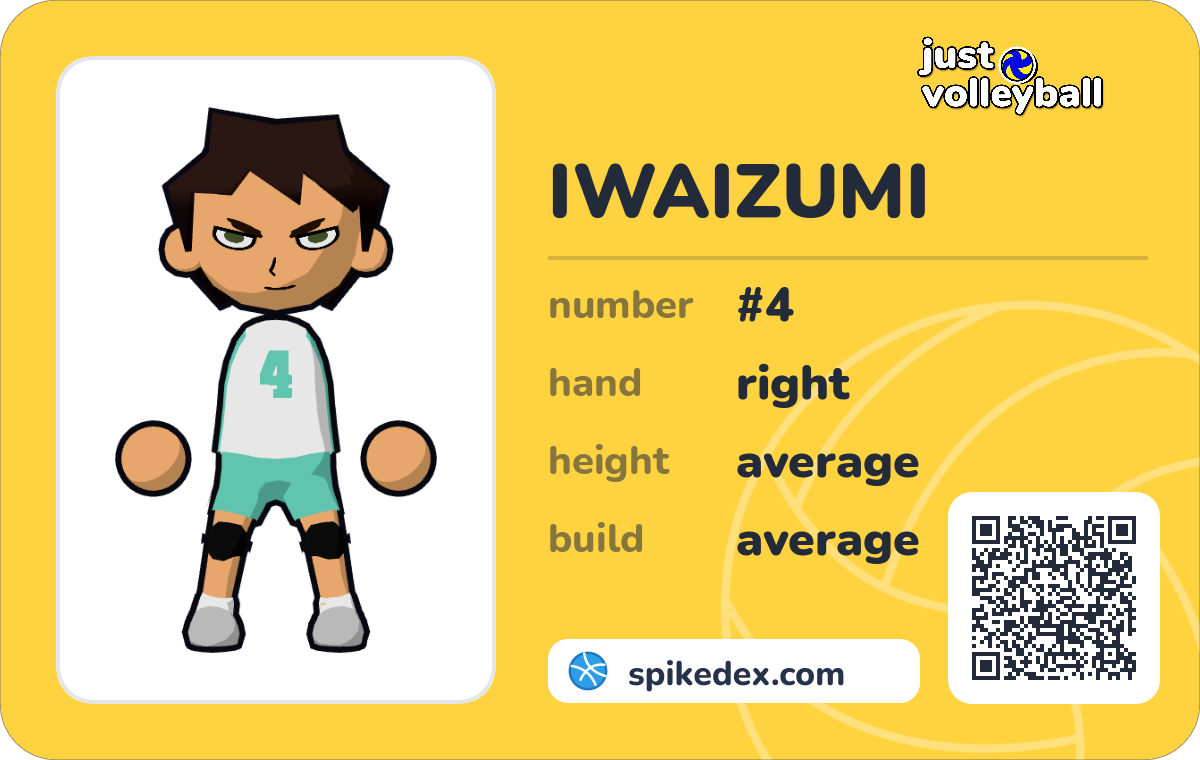 just
volleyball
IWAIZUMI
number #4
hand right
height average
build average
4
spikedex.com